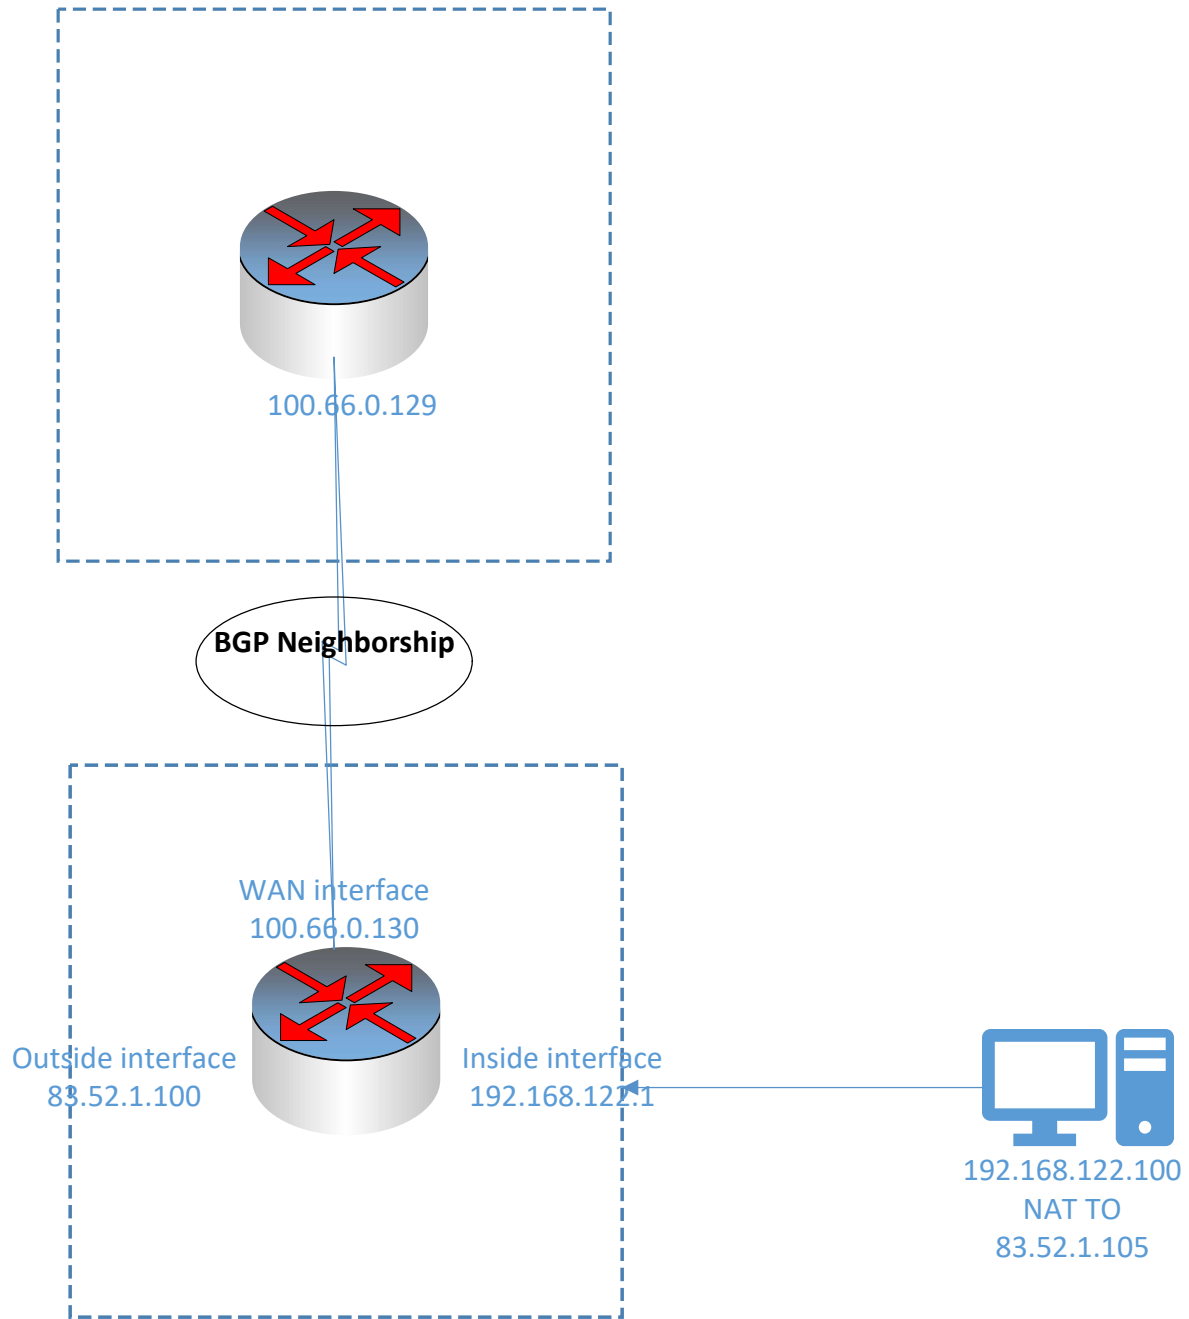 100.66.0.129
BGP Neighborship
WAN interface
100.66.0.130
Outside interface
83.52.1.100
Inside interface
192.168.122.1
192.168.122.100
NAT TO
83.52.1.105